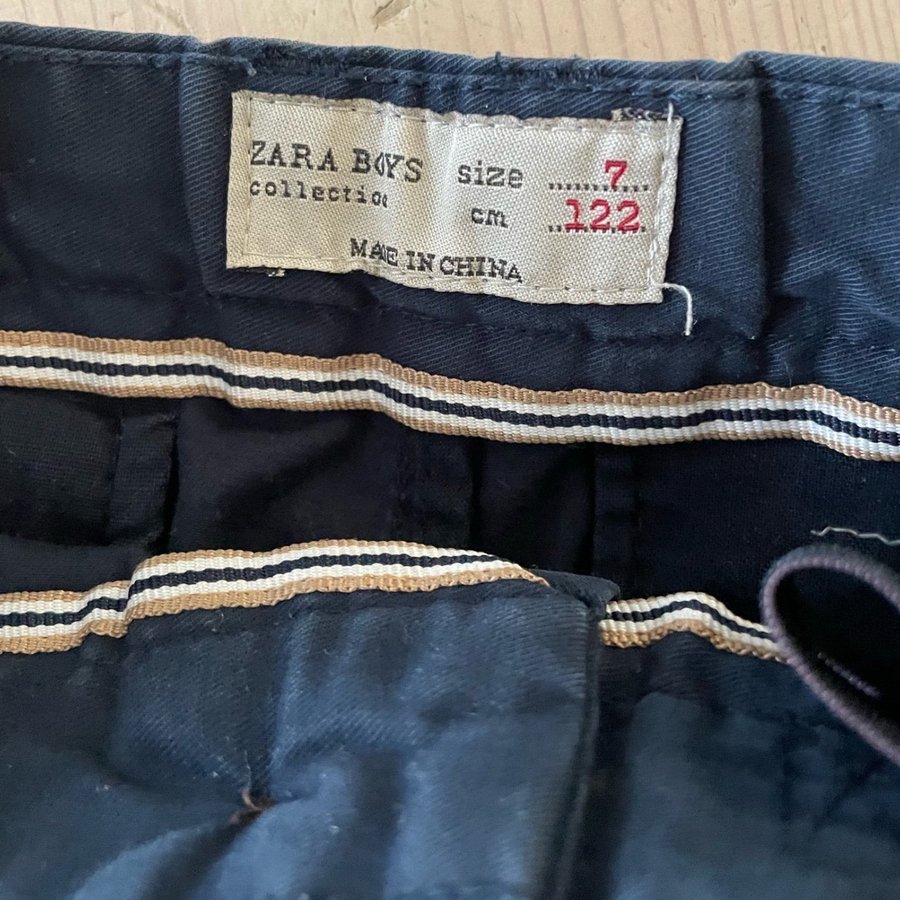 ZARA BOYS
collection
size ....... 7...
cm ..122..
MADE IN CHINA